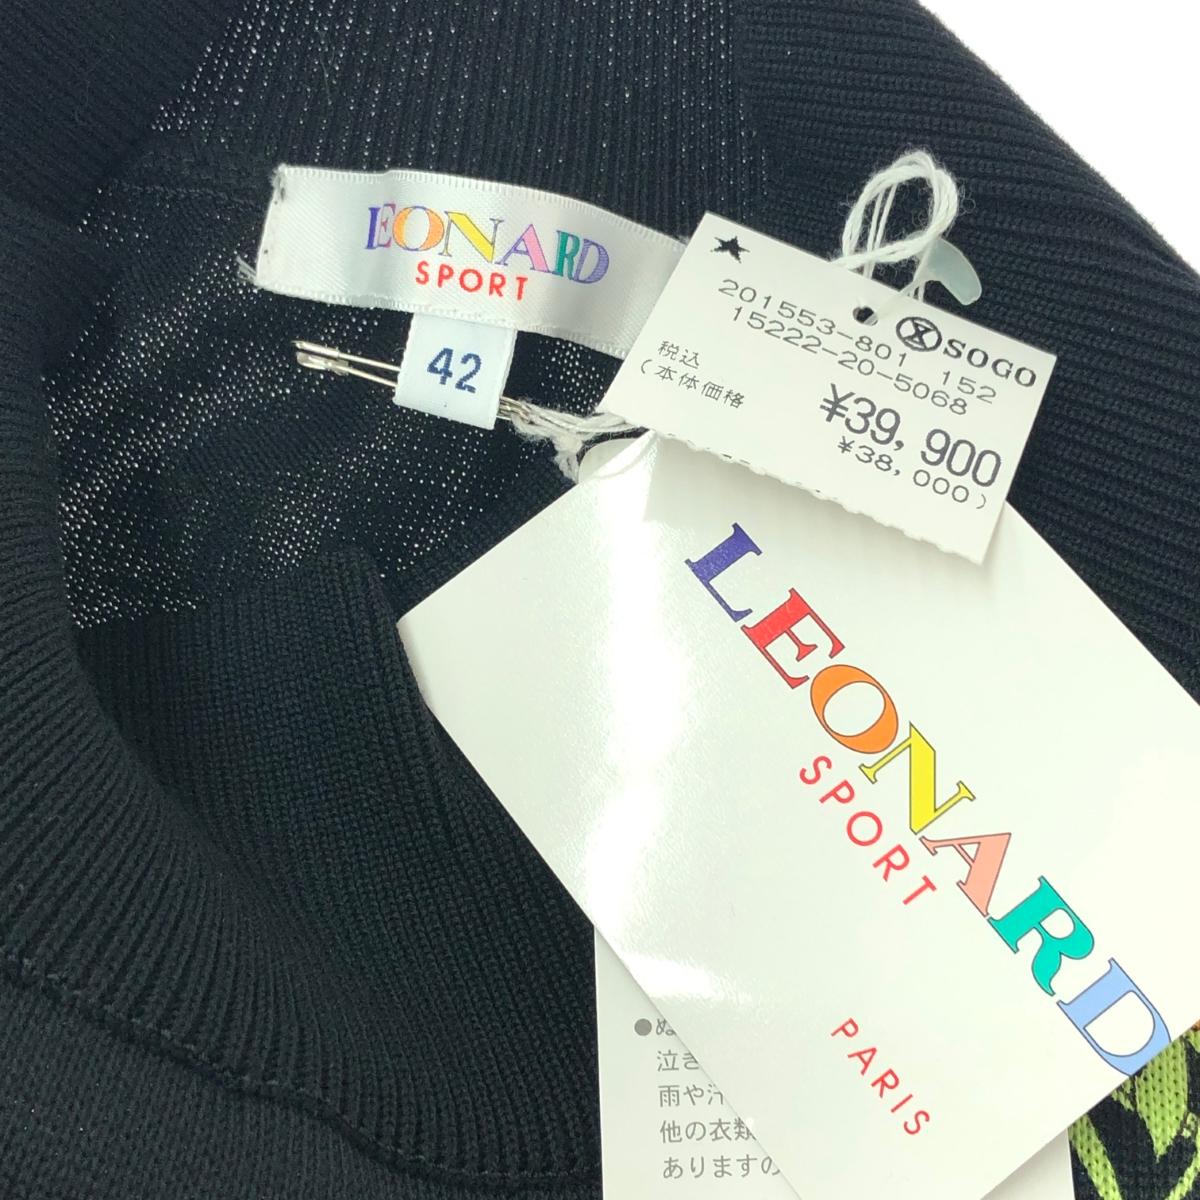 LEONARD
SPORT
42
★
SOGO
201553-801 152
15222-20-5068
税込 ¥39,900
(本体価格 ¥38,000)
LEONARD
SPORT
PARIS
●ぬ
泣き
雨や汗
他の衣類
ありますの